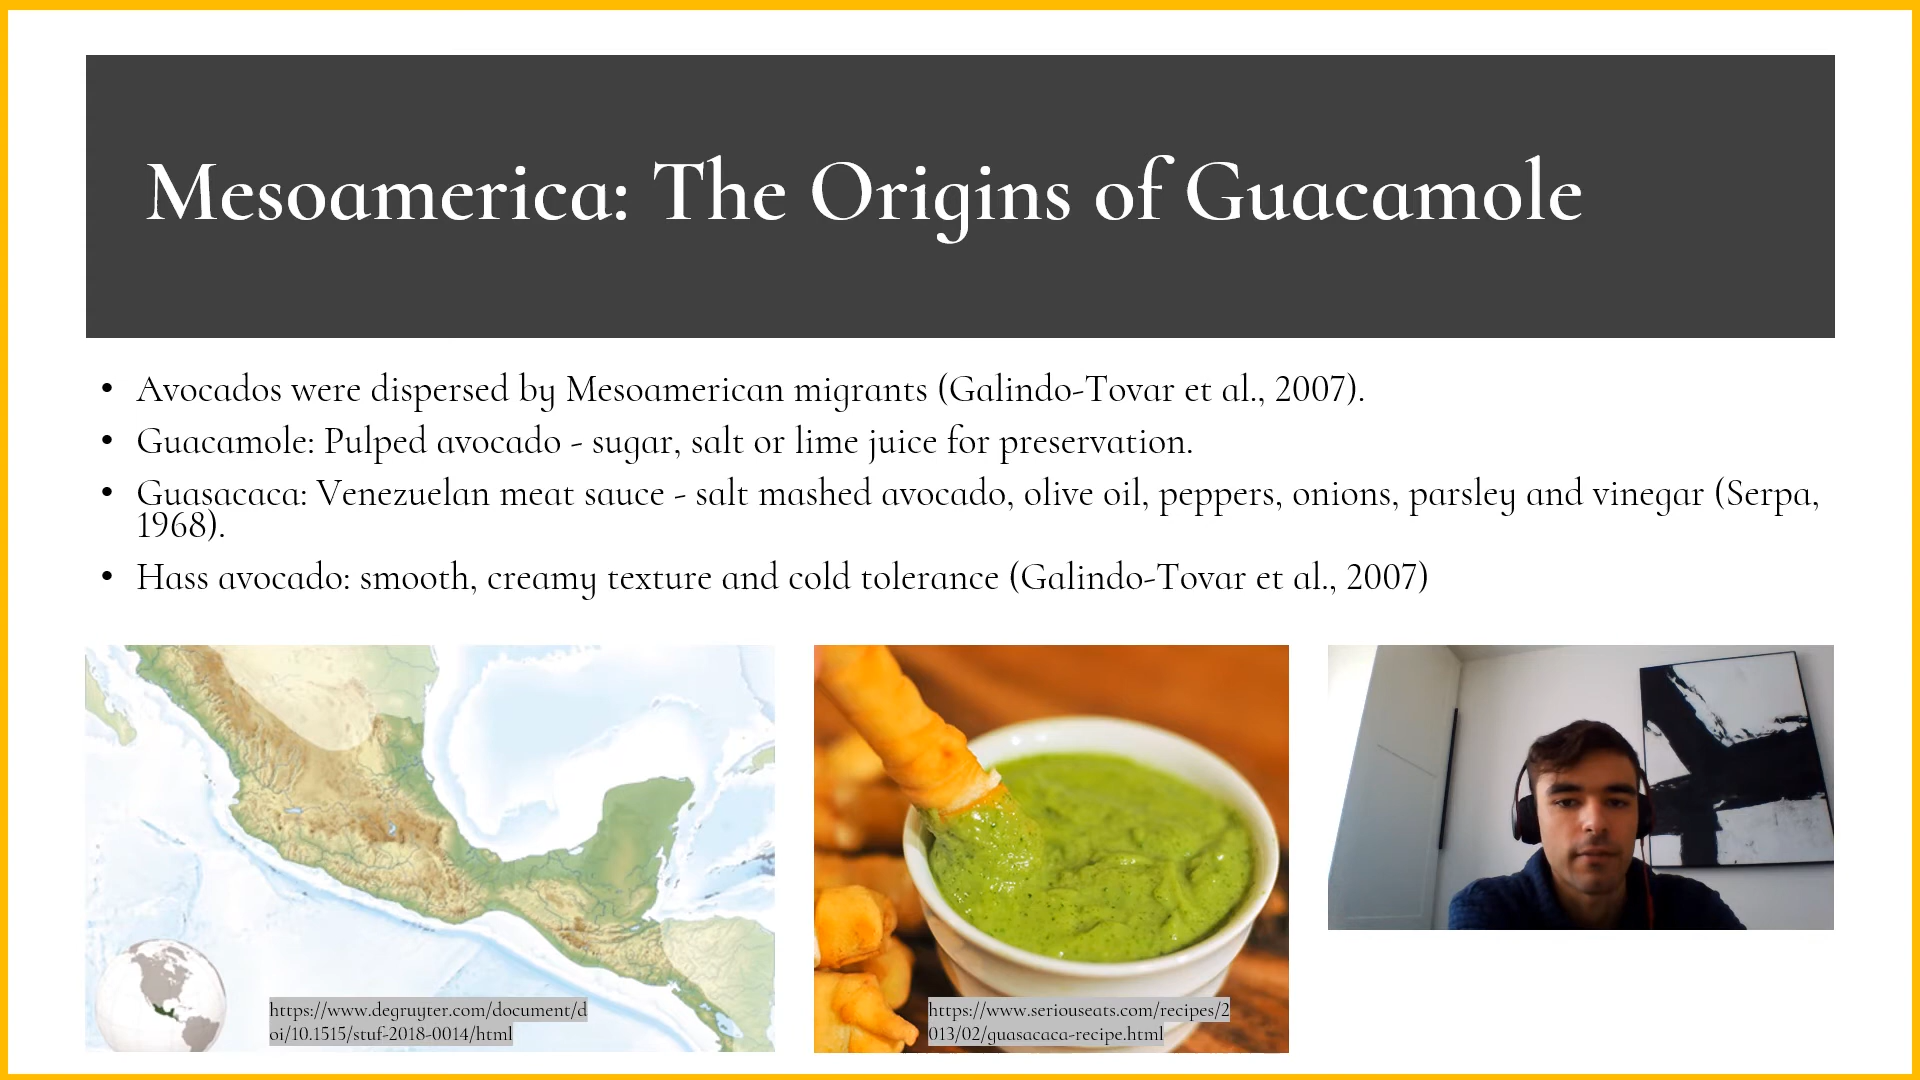 Mesoamerica: The Origins of Guacamole
• Avocados were dispersed by Mesoamerican migrants (Galindo-Tovar et al., 2007).
• Guacamole: Pulped avocado - sugar, salt or lime juice for preservation.
• Guasacaca: Venezuelan meat sauce - salt mashed avocado, olive oil, peppers, onions, parsley and vinegar (Serpa,
1968).
• Hass avocado: smooth, creamy texture and cold tolerance (Galindo-Tovar et al., 2007)
https://www.degruyter.com/document/d
oi/10.1515/stuf-2018-0014/html
https://www.seriouseats.com/recipes/2
013/02/guasacaca-recipe.html